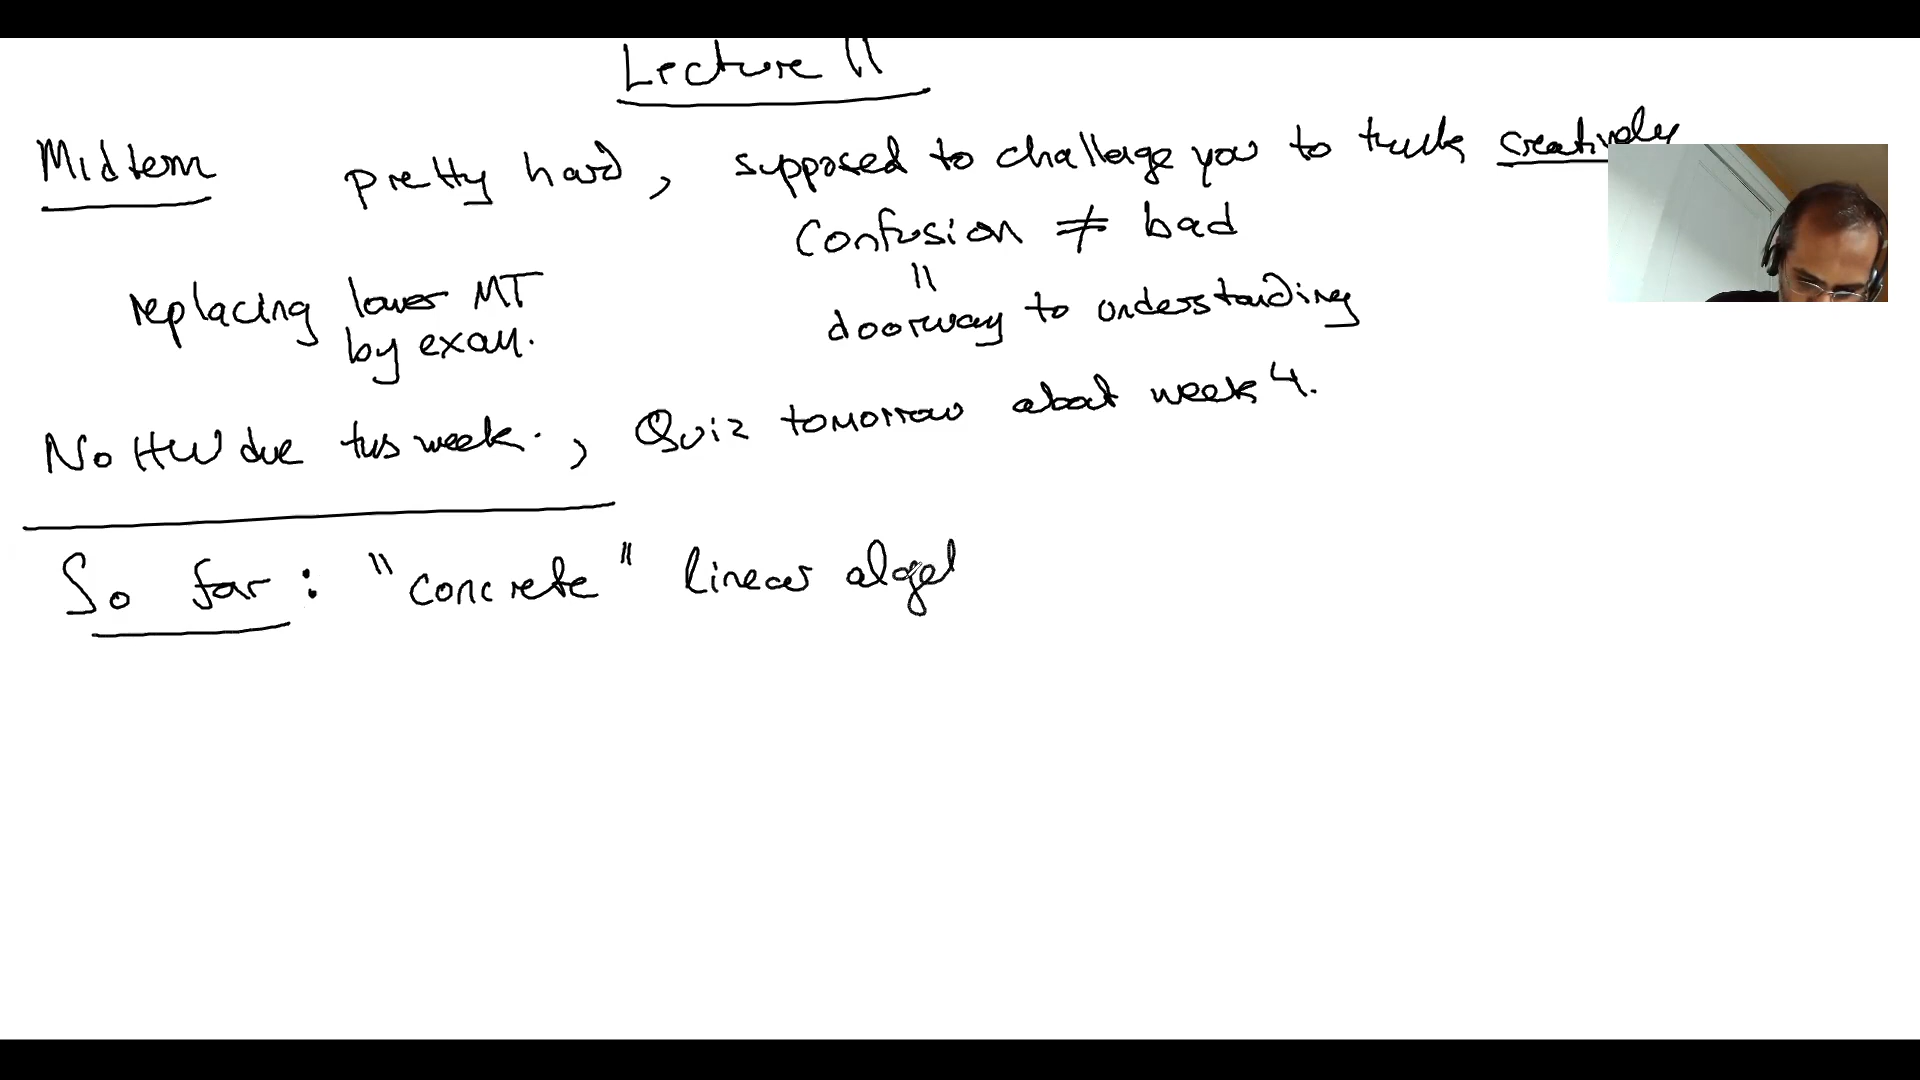 Lecture 11
Midterm pretty hard, supposed to challenge you to think creatively
Confusion ≠ bad
=
replacing lower MT
by exam.
doorway to understanding
No HW due this week., Quiz tomorrow about week 4.
So far: "concrete" linear algel